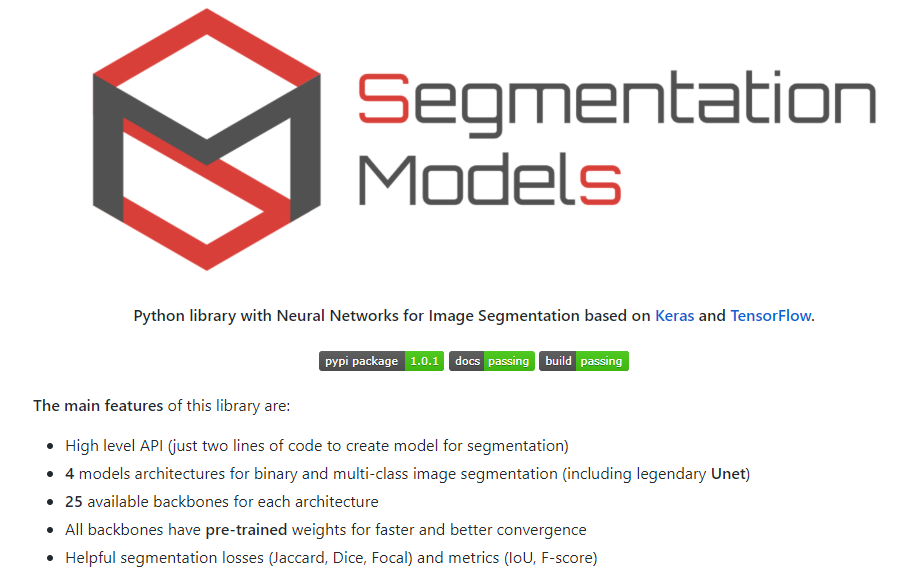 Segmentation
Models
Python library with Neural Networks for Image Segmentation based on Keras and TensorFlow.
pypi package 1.0.1 docs passing build passing
The main features of this library are:
• High level API (just two lines of code to create model for segmentation)
• 4 models architectures for binary and multi-class image segmentation (including legendary Unet)
• 25 available backbones for each architecture
• All backbones have pre-trained weights for faster and better convergence
• Helpful segmentation losses (Jaccard, Dice, Focal) and metrics (IoU, F-score)